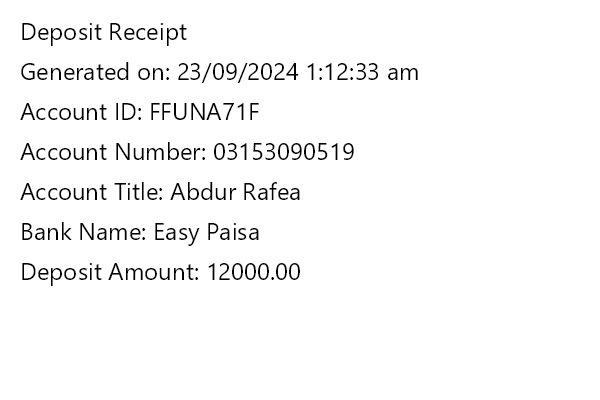 Deposit Receipt
Generated on: 23/09/2024 1:12:33 am
Account ID: FFUNA71F
Account Number: 03153090519
Account Title: Abdur Rafea
Bank Name: Easy Paisa
Deposit Amount: 12000.00